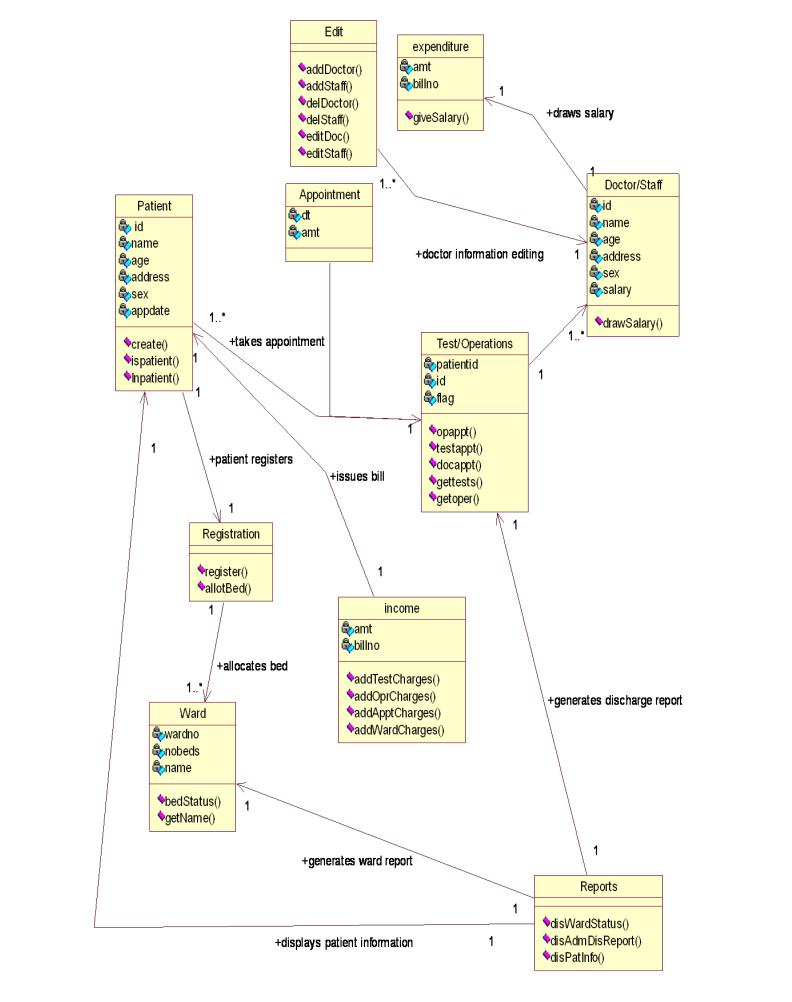 Edit
addDoctor()
addStaff()
delDoctor()
delStaff()
editDoc()
editStaff()
1..*
expenditure
amt
billno
giveSalary()
1
+draws salary
1
Doctor/Staff
id
name
age
address
sex
salary
drawSalary()
1
+doctor information editing
Appointment
dt
amt
Patient
id
name
age
address
sex
appdate
create()
ispatient()
Inpatient()
1..*
+takes appointment
1
1
1
1
Test/Operations
patientid
id
flag
opappt()
testappt()
docappt()
gettests()
getoper()
1..*
1
1
1
+patient registers
+issues bill
1
Registration
register()
allotBed()
1
+allocates bed
1..*
1
income
amt
billno
addTestCharges()
addOprCharges()
addApptCharges()
addWardCharges()
Ward
wardno
nobeds
name
bedStatus()
getName()
1
+generates discharge report
+generates ward report
1
1
Reports
disWardStatus()
disAdmDisReport()
disPatInfo()
+displays patient information
1